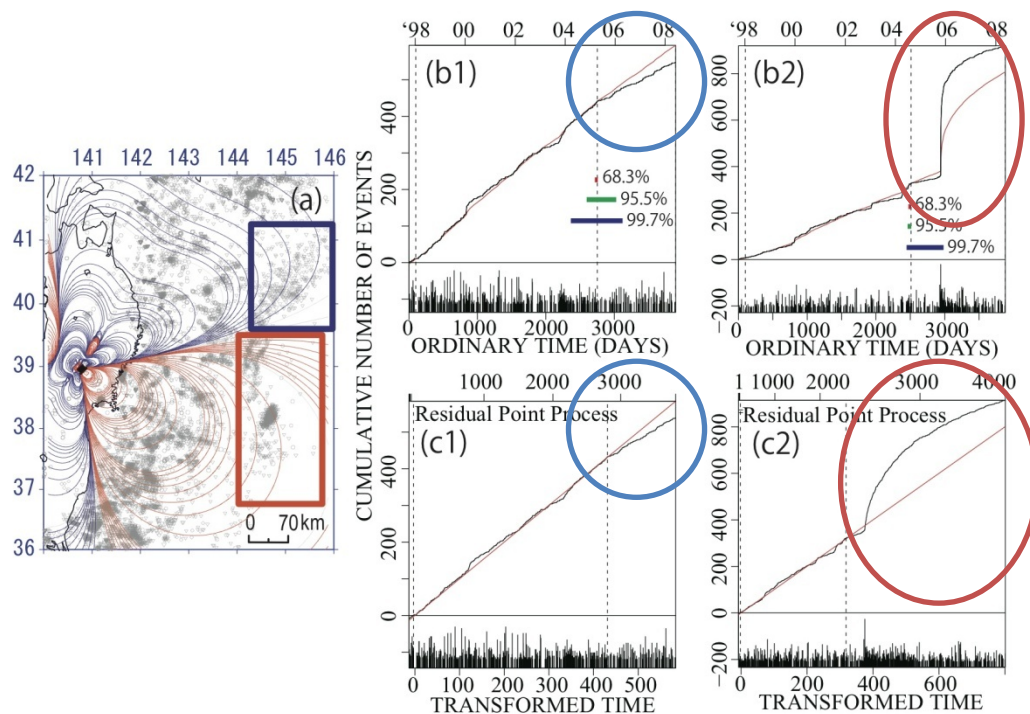 141 142 143 144 145 146
42
41
40
39
38
37
36
(a)
0 70km
CUMULATIVE NUMBER OF EVENTS
'98 00 02 04 06 08
(b1)
400
200
0
68.3%
95.5%
99.7%
0 1000 2000 3000
ORDINARY TIME (DAYS)
'98 00 02 04 06 08
(b2)
800
600
400
200
0
−200
68.3%
95.5%
99.7%
0 1000 2000 3000
ORDINARY TIME (DAYS)
1000 2000 3000
Residual Point Process
(c1)
400
200
0
0 100 200 300 400 500
TRANSFORMED TIME
1 1000 2000 3000 4000
Residual Point Process
(c2)
800
600
400
200
0
−200
0 200 400 600
TRANSFORMED TIME